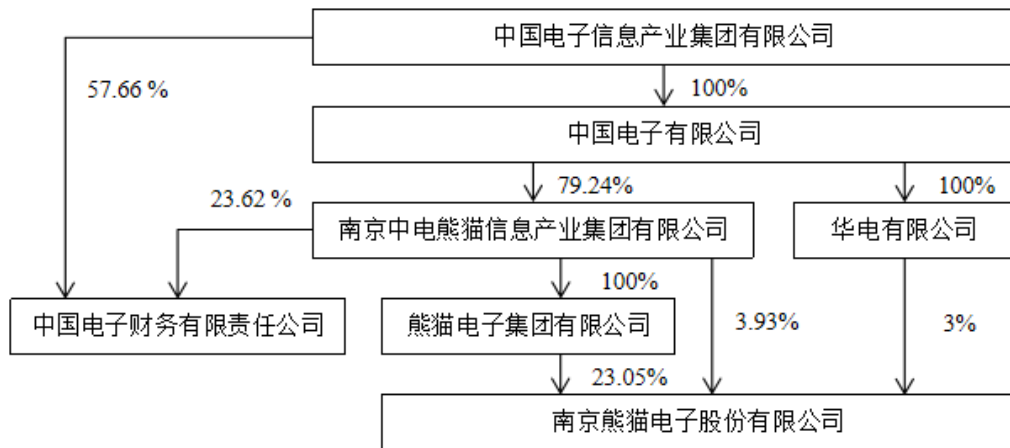 中国电子信息产业集团有限公司
57.66 %
100%
中国电子有限公司
23.62 %
79.24%
100%
南京中电熊猫信息产业集团有限公司
华电有限公司
100%
中国电子财务有限责任公司
熊猫电子集团有限公司
3.93%
3%
23.05%
南京熊猫电子股份有限公司